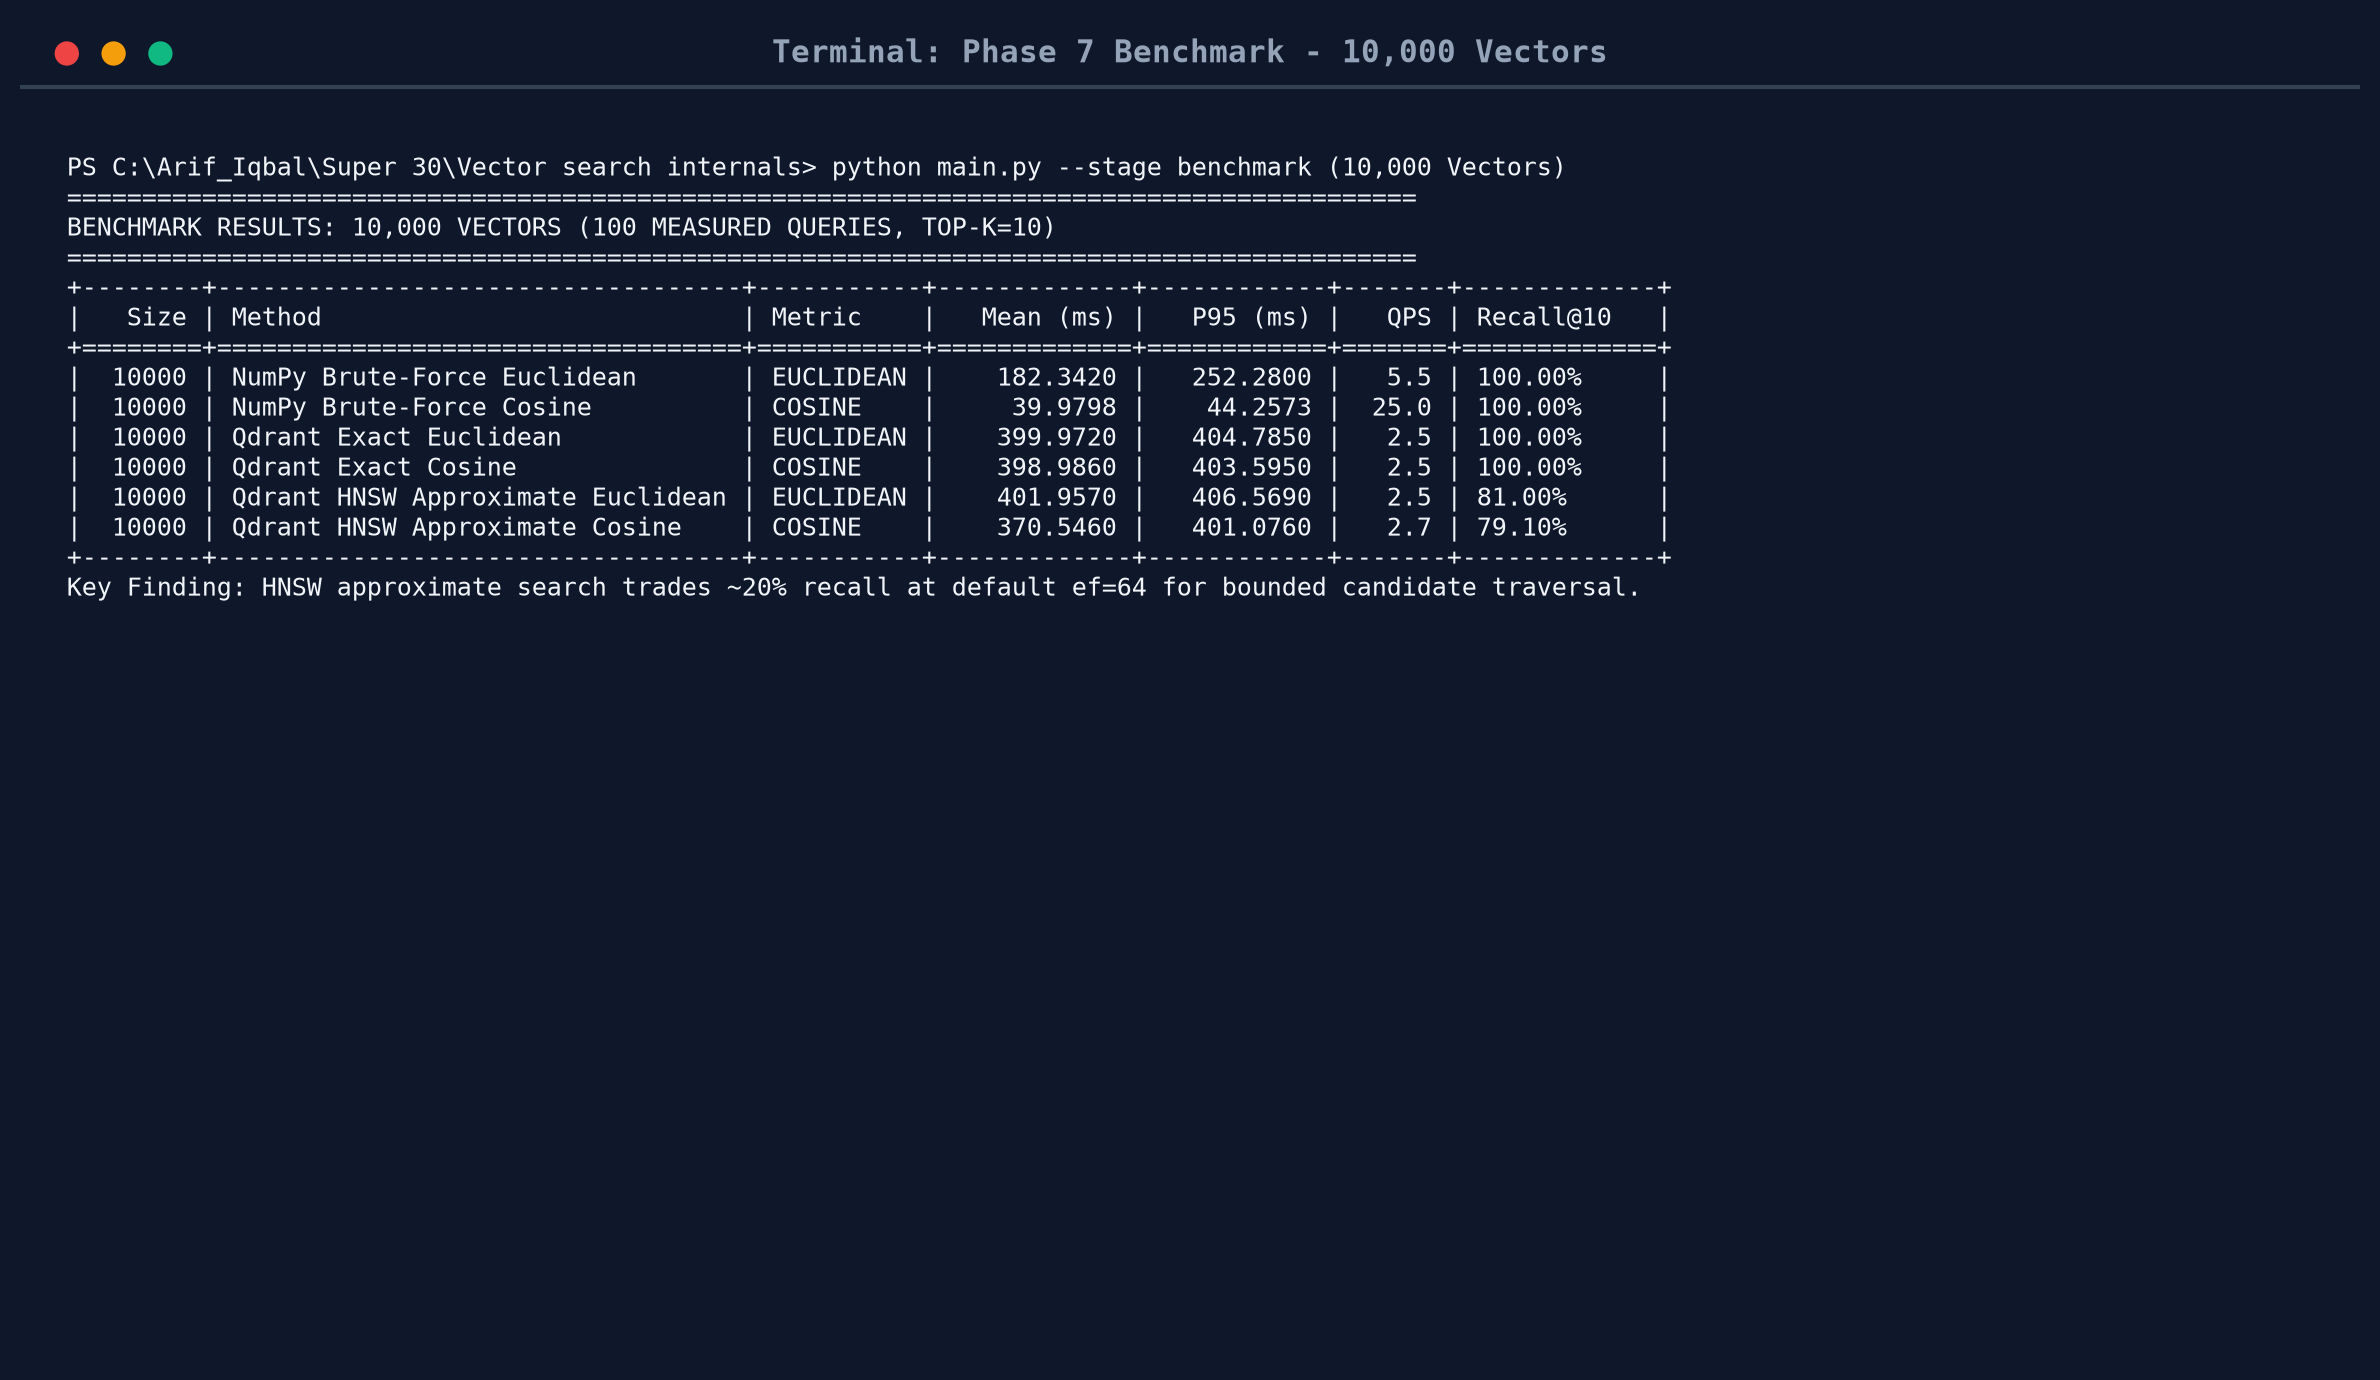 Terminal: Phase 7 Benchmark - 10,000 Vectors
PS C:\Arif_Iqbal\Super 30\Vector search internals> python main.py --stage benchmark (10,000 Vectors)
==========================================================================================
BENCHMARK RESULTS: 10,000 VECTORS (100 MEASURED QUERIES, TOP-K=10)
==========================================================================================
+--------+-----------------------------------+-----------+-------------+------------+-------+-------------+
|   Size | Method                            | Metric    |   Mean (ms) |   P95 (ms) |   QPS | Recall@10   |
+========+===================================+===========+=============+============+=======+=============+
|  10000 | NumPy Brute-Force Euclidean       | EUCLIDEAN |    182.3420 |   252.2800 |   5.5 | 100.00%     |
|  10000 | NumPy Brute-Force Cosine          | COSINE    |     39.9798 |    44.2573 |  25.0 | 100.00%     |
|  10000 | Qdrant Exact Euclidean            | EUCLIDEAN |    399.9720 |   404.7850 |   2.5 | 100.00%     |
|  10000 | Qdrant Exact Cosine               | COSINE    |    398.9860 |   403.5950 |   2.5 | 100.00%     |
|  10000 | Qdrant HNSW Approximate Euclidean | EUCLIDEAN |    401.9570 |   406.5690 |   2.5 | 81.00%      |
|  10000 | Qdrant HNSW Approximate Cosine    | COSINE    |    370.5460 |   401.0760 |   2.7 | 79.10%      |
+--------+-----------------------------------+-----------+-------------+------------+-------+-------------+
Key Finding: HNSW approximate search trades ~20% recall at default ef=64 for bounded candidate traversal.